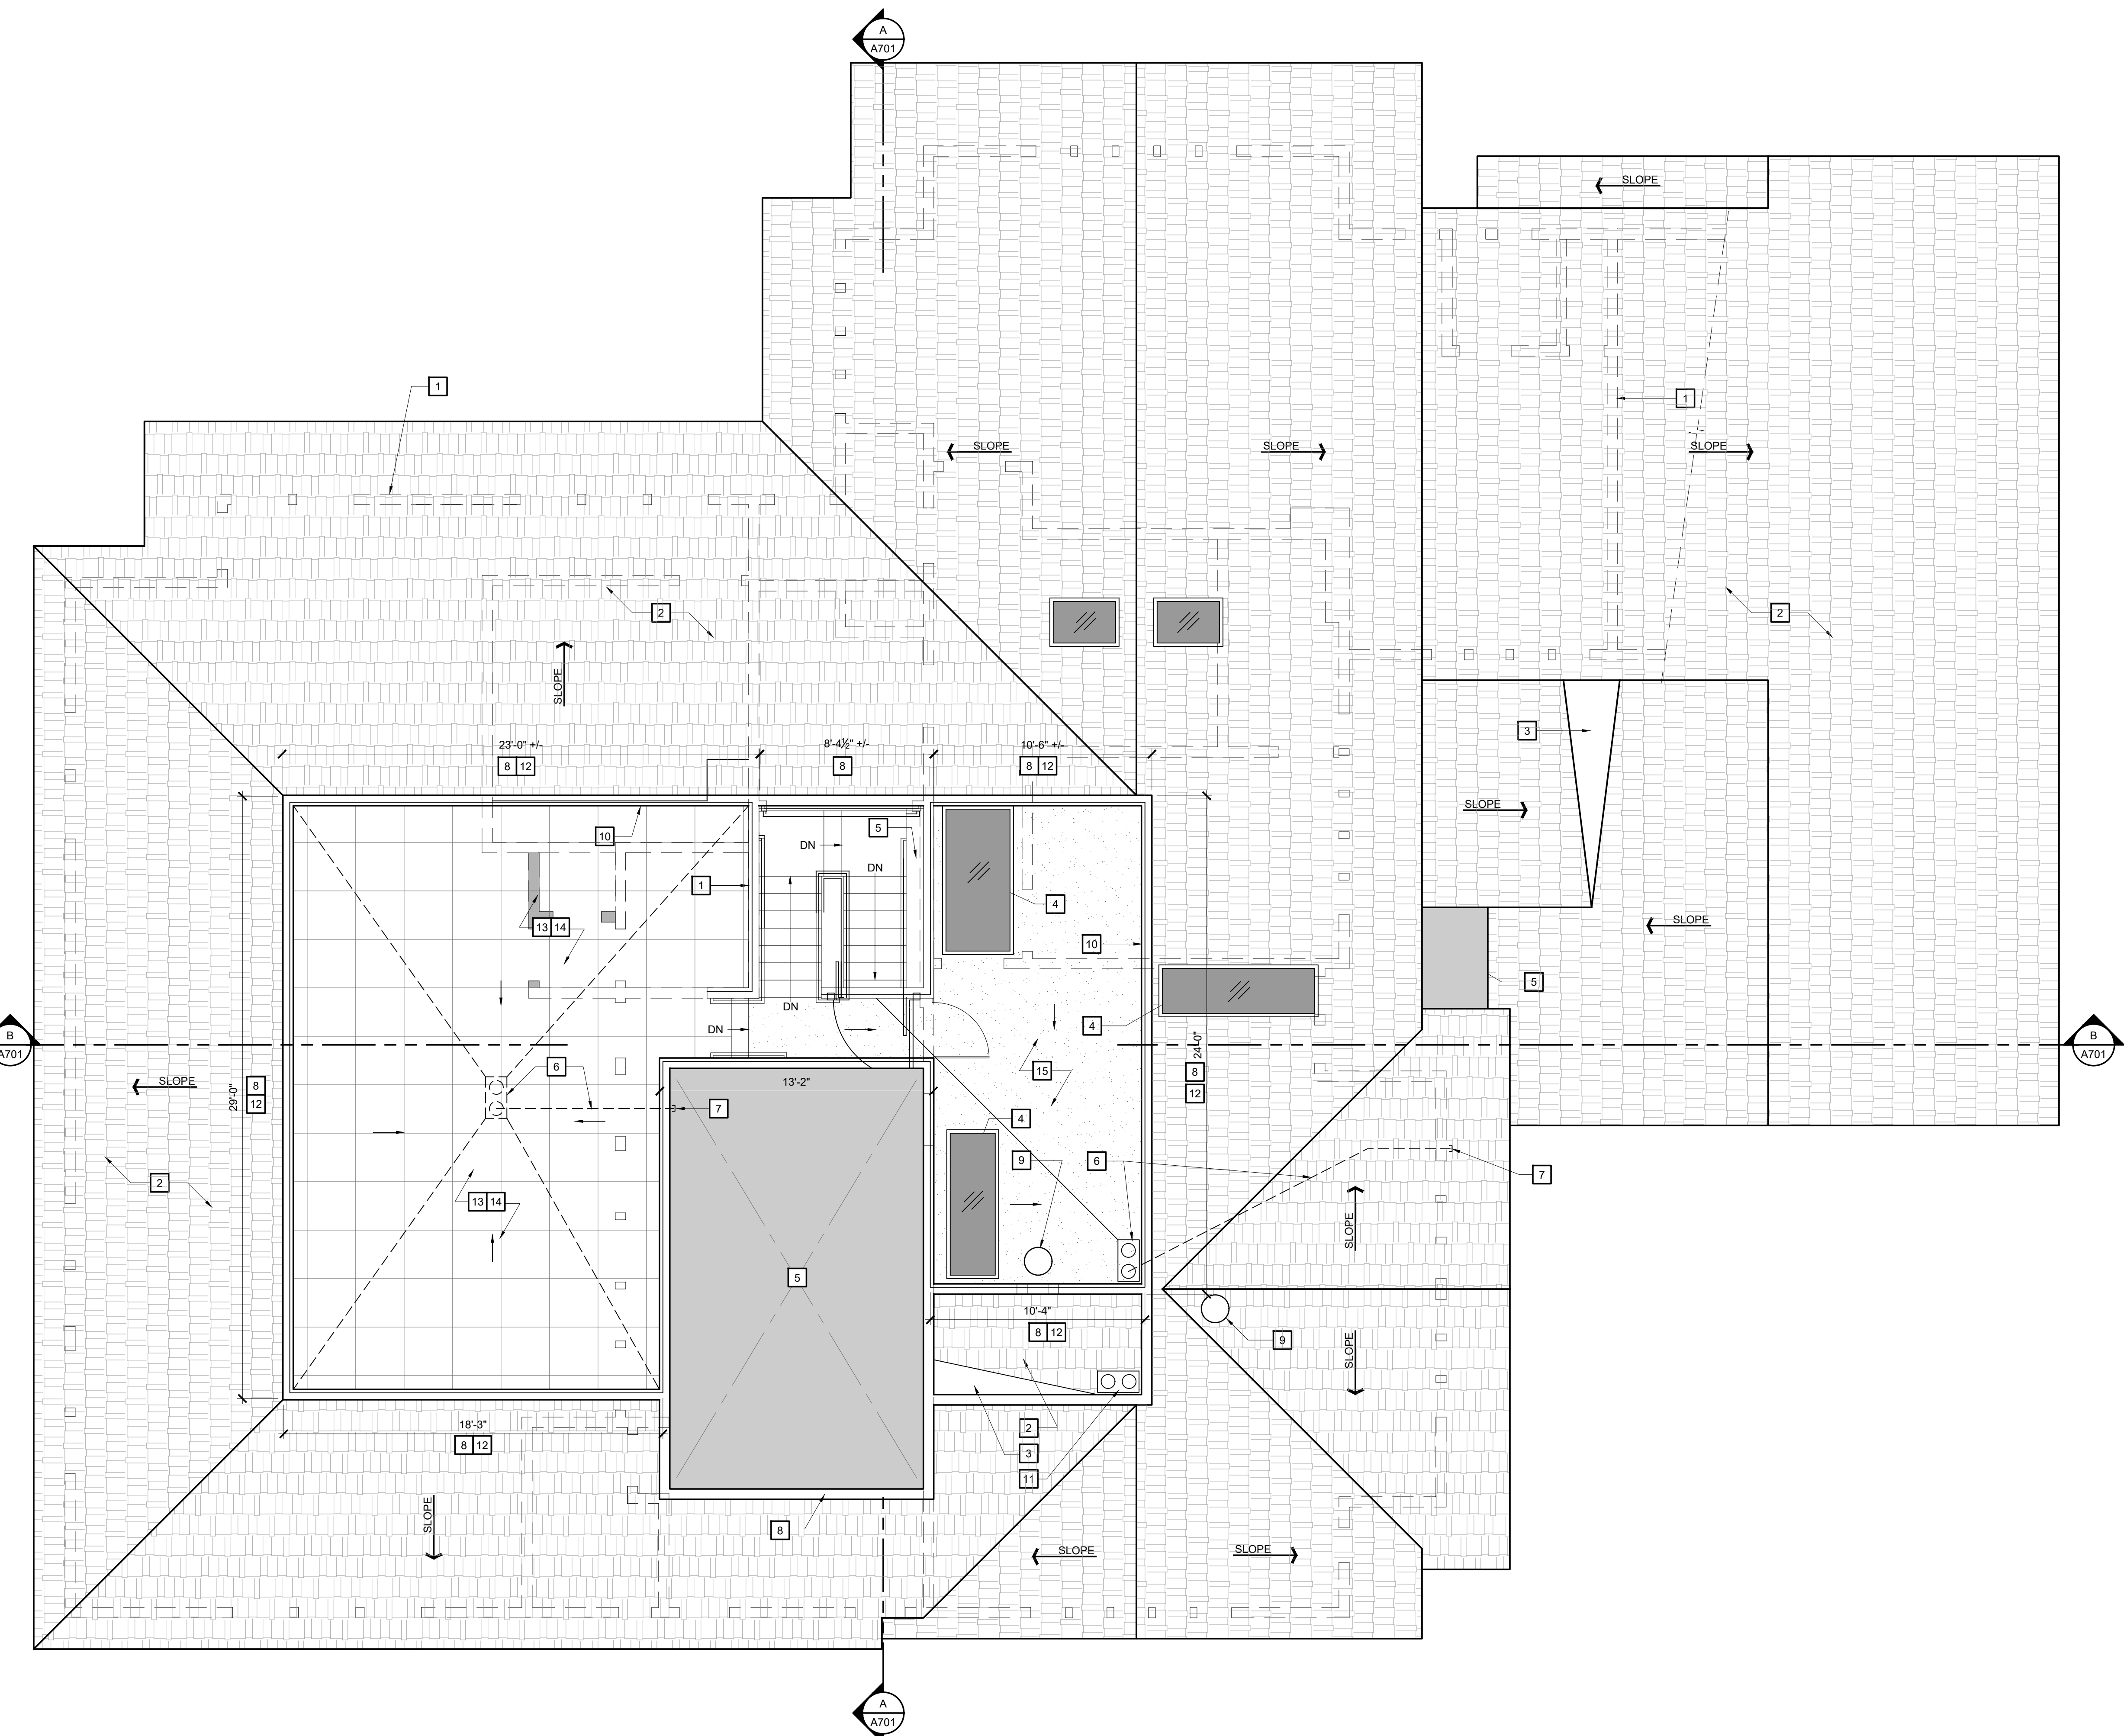 A
A701
SLOPE
1
1
SLOPE
SLOPE
SLOPE
2
2
SLOPE
3
23'-0" +/-
8'-4½" +/-
10'-6" +/-
8 12
8
8 12
SLOPE
10
5
DN
DN
1
4
SLOPE
13 14
10
5
DN
DN
4
B
A701
B
A701
24'-0"
8
12
6
15
SLOPE
29'-0"
8
12
13'-2"
7
4
9
6
7
2
13 14
SLOPE
5
10'-4"
8 12
9
SLOPE
18'-3"
8 12
2
3
11
SLOPE
8
SLOPE
SLOPE
A
A701